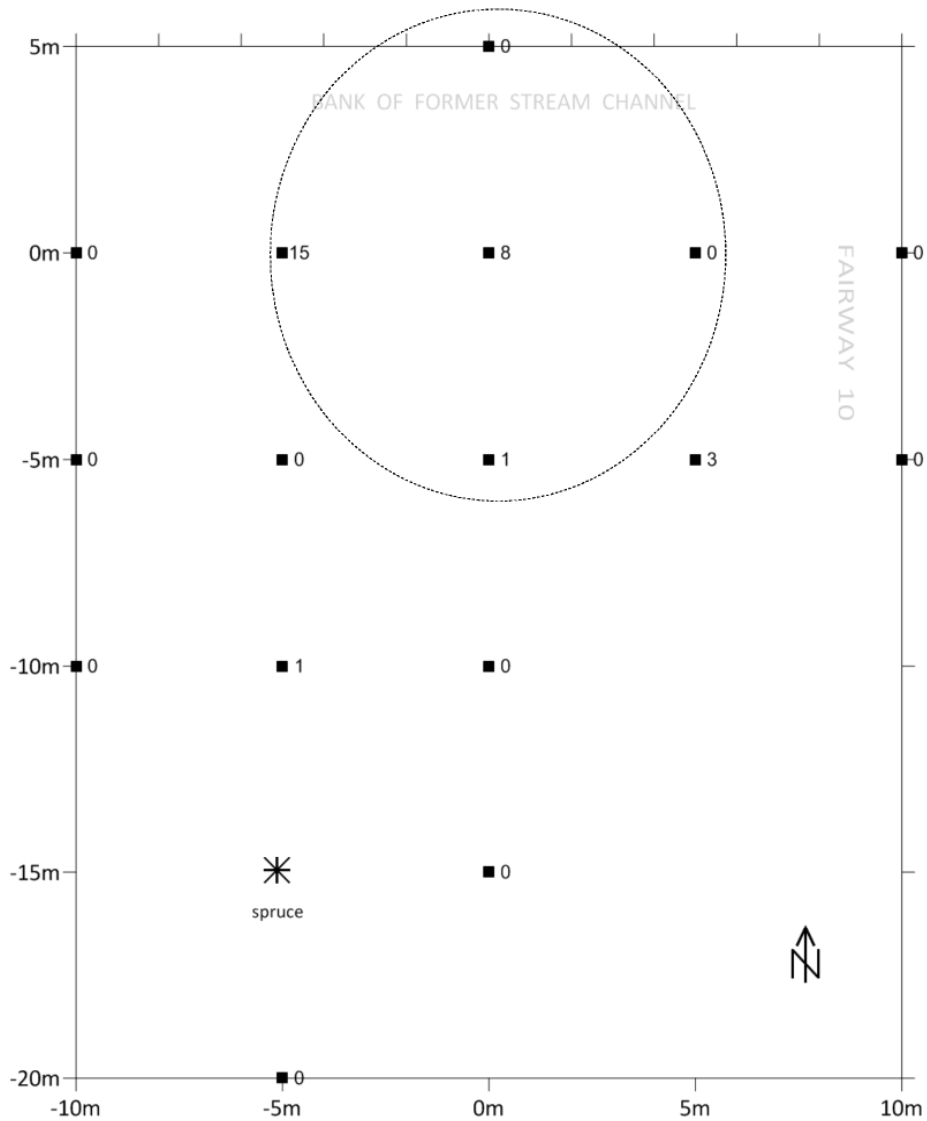 5m 0
BANK OF FORMER STREAM CHANNEL
0m 0 15 8 0 0
FAIRWAY 10
-5m 0 0 1 3 0
-10m 0 1 0
-15m 0
spruce
N
-20m 0
-10m -5m 0m 5m 10m